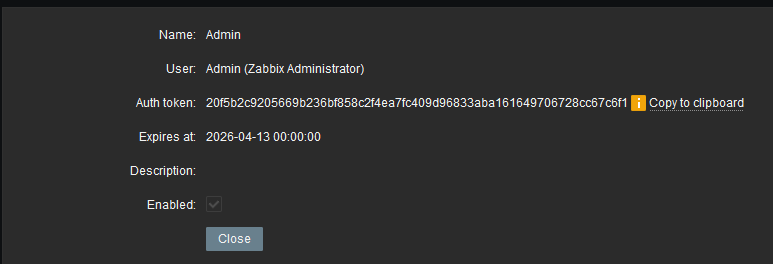 Name: Admin
User: Admin (Zabbix Administrator)
Auth token: 20f5b2c9205669b236bf858c2f4ea7fc409d96833aba161649706728cc67c6f1 i Copy to clipboard
Expires at: 2026-04-13 00:00:00
Description:
Enabled:
Close